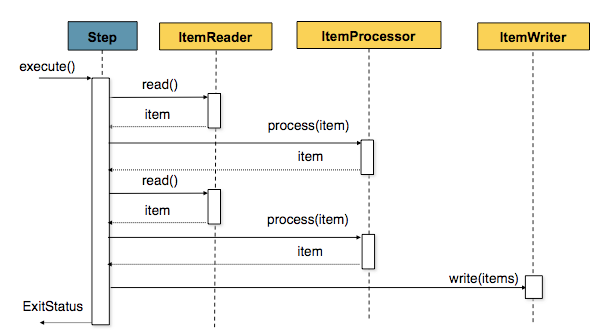 Step
ItemReader
ItemProcessor
ItemWriter
execute()
read()
item
process(item)
item
read()
item
process(item)
item
write(items)
ExitStatus